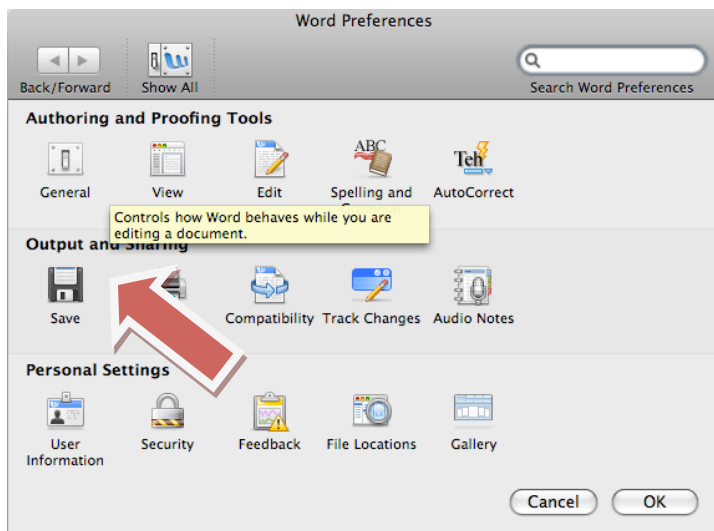 Word Preferences
Back/Forward Show All Search Word Preferences
Authoring and Proofing Tools
ABC Teh
General View Edit Spelling and AutoCorrect
Controls how Word behaves while you are
editing a document.
Output and Sharing
Save Compatibility Track Changes Audio Notes
Personal Settings
User Security Feedback File Locations Gallery
Information
Cancel OK